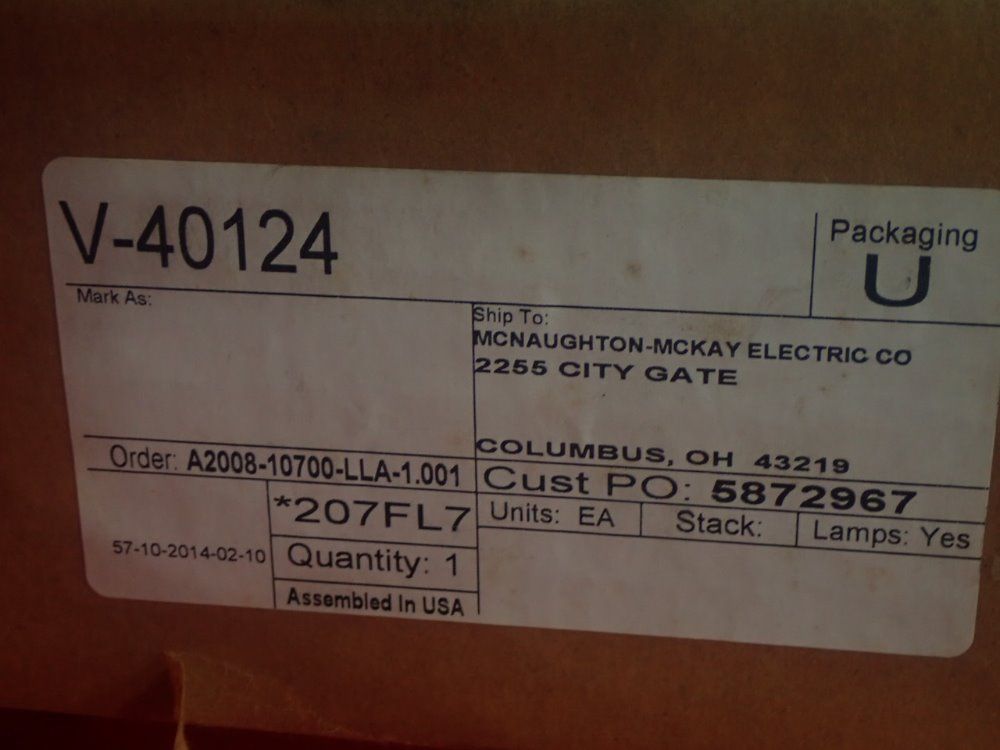 V-40124
Packaging
U
Mark As:
Ship To:
MCNAUGHTON-MCKAY ELECTRIC CO
2255 CITY GATE
COLUMBUS, OH 43219
Order: A2008-10700-LLA-1.001
Cust PO: 5872967
*207FL7
Units: EA
Stack:
Lamps: Yes
57-10-2014-02-10
Quantity: 1
Assembled In USA